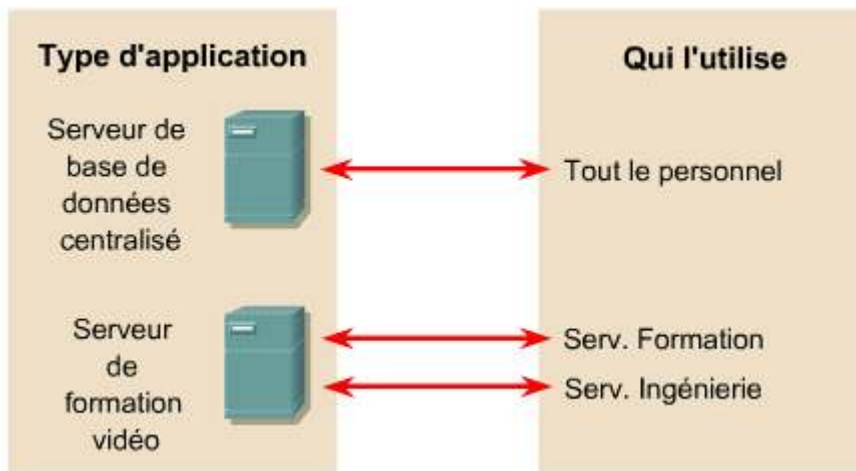 Type d'application
Serveur de
base de
données
centralisé
Serveur
de
formation
vidéo
Qui l'utilise
Tout le personnel
Serv. Formation
Serv. Ingénierie